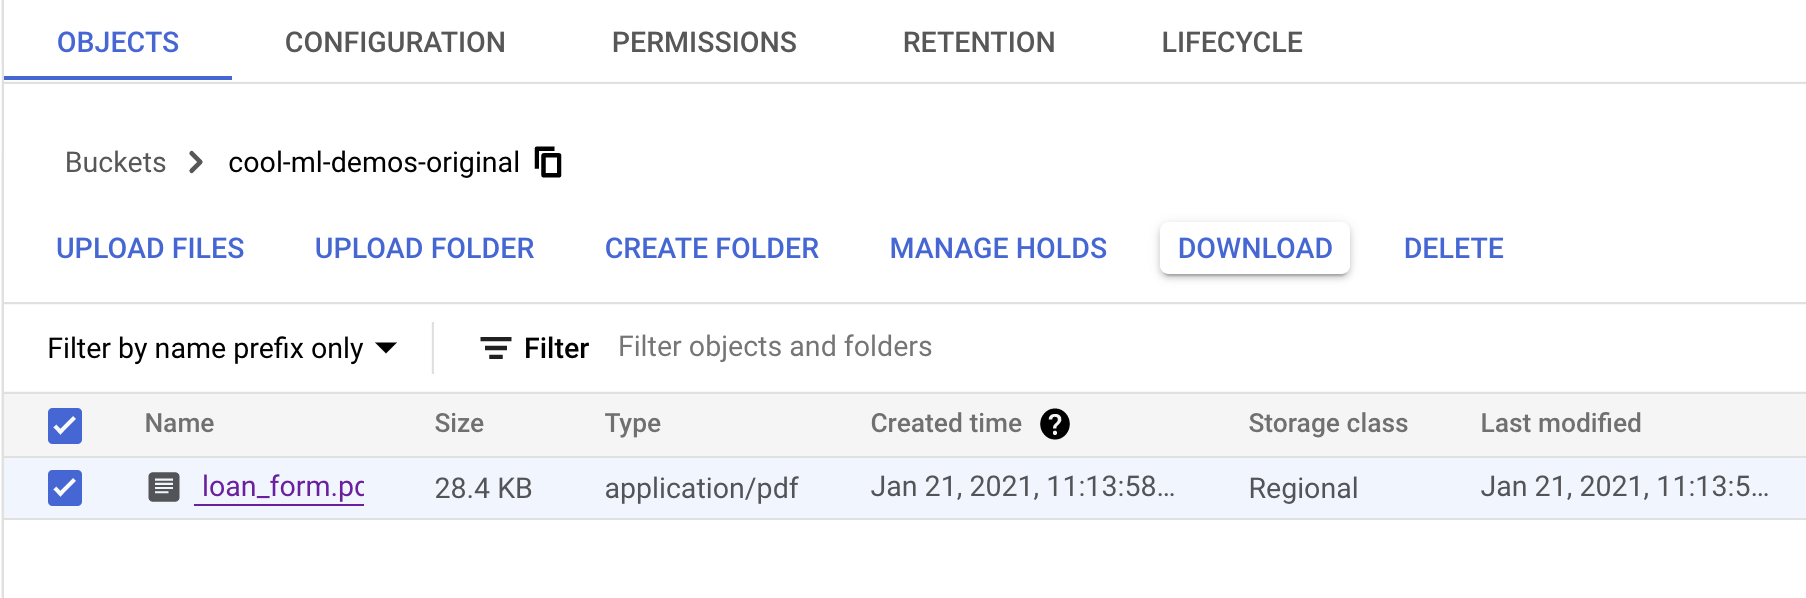 OBJECTS CONFIGURATION PERMISSIONS RETENTION LIFECYCLE
Buckets cool-ml-demos-original
UPLOAD FILES UPLOAD FOLDER CREATE FOLDER MANAGE HOLDS DOWNLOAD DELETE
Filter by name prefix only Filter Filter objects and folders
Name Size Type Created time ? Storage class Last modified
loan_form.pd 28.4 KB application/pdf Jan 21, 2021, 11:13:58... Regional Jan 21, 2021, 11:13:5...